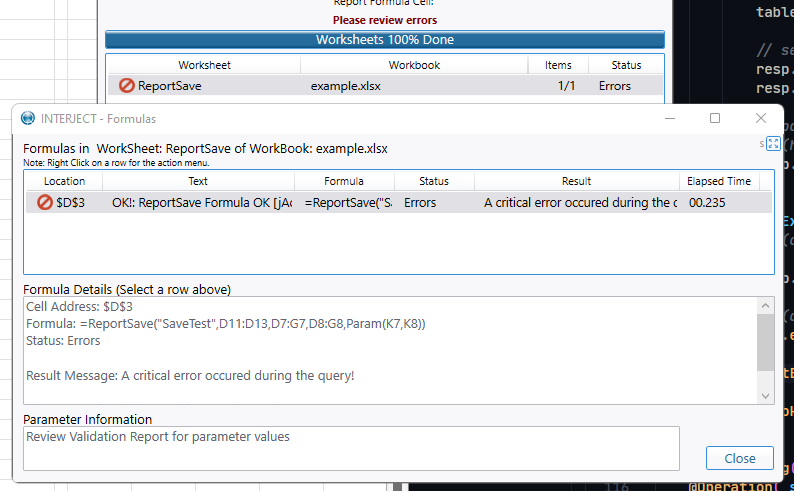 Report Formula Cell:
Please review errors
Worksheets 100% Done
Worksheet Workbook Items Status
ReportSave example.xlsx 1/1 Errors
INTERJECT - Formulas
Formulas in WorkSheet: ReportSave of WorkBook: example.xlsx
Note: Right Click on a row for the action menu.
Location Text Formula Status Result Elapsed Time
$D$3 OK!: ReportSave Formula OK [jAc =ReportSave("Sa Errors A critical error occured during the q 00.235
Formula Details (Select a row above)
Cell Address: $D$3
Formula: =ReportSave("SaveTest",D11:D13,D7:G7,D8:G8,Param(K7,K8))
Status: Errors
Result Message: A critical error occured during the query!
Parameter Information
Review Validation Report for parameter values
Close
table
// se
resp.
resp.
116
@Operation(